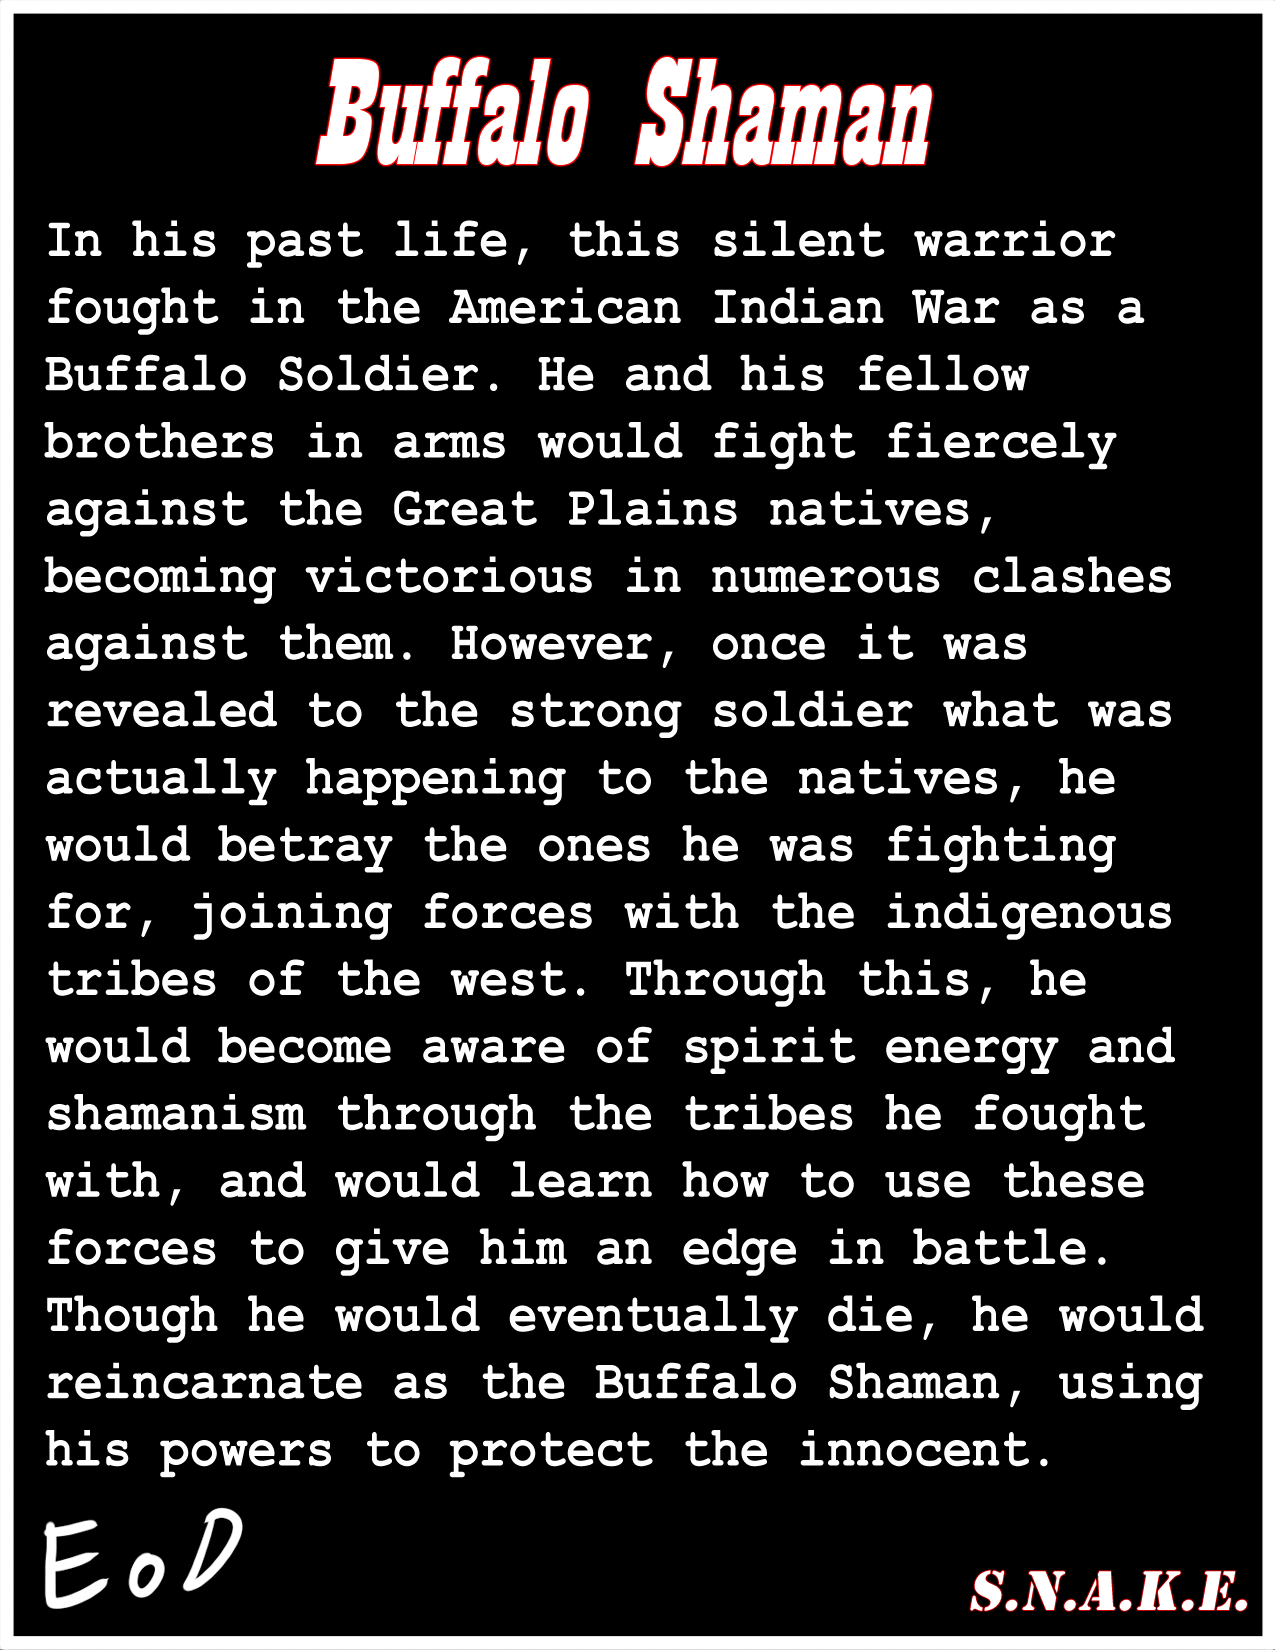 Buffalo Shaman
In his past life, this silent warrior
fought in the American Indian War as a
Buffalo Soldier. He and his fellow
brothers in arms would fight fiercely
against the Great Plains natives,
becoming victorious in numerous clashes
against them. However, once it was
revealed to the strong soldier what was
actually happening to the natives, he
would betray the ones he was fighting
for, joining forces with the indigenous
tribes of the west. Through this, he
would become aware of spirit energy and
shamanism through the tribes he fought
with, and would learn how to use these
forces to give him an edge in battle.
Though he would eventually die, he would
reincarnate as the Buffalo Shaman, using
his powers to protect the innocent.
EoD
S.N.A.K.E.